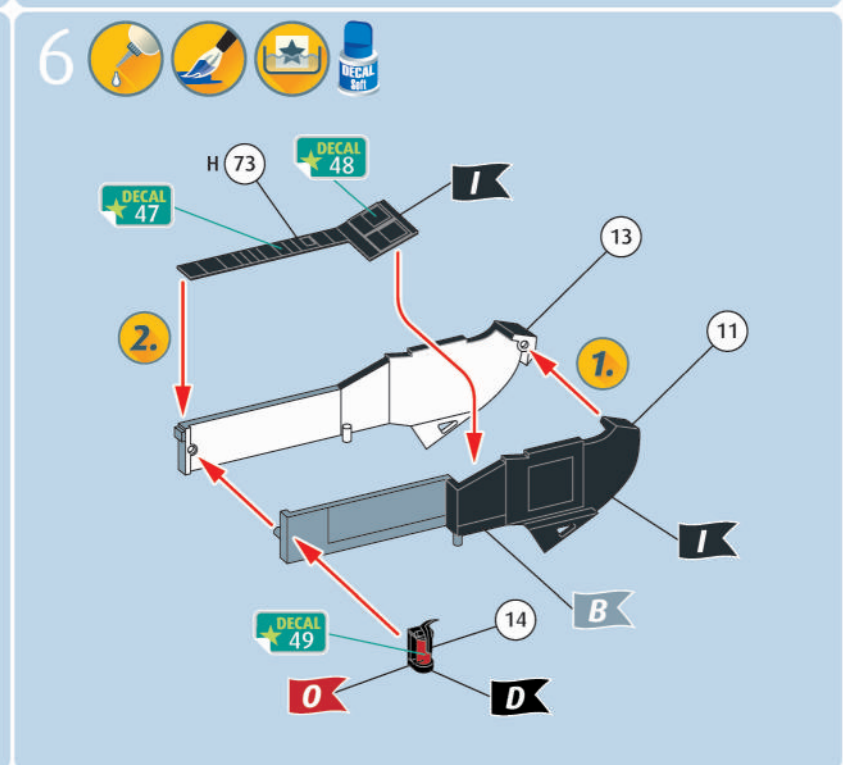 6
DECAL
Soft
H 73
DECAL
48
I
DECAL
47
13
2.
11
1.
I
B
DECAL
49
14
O
D